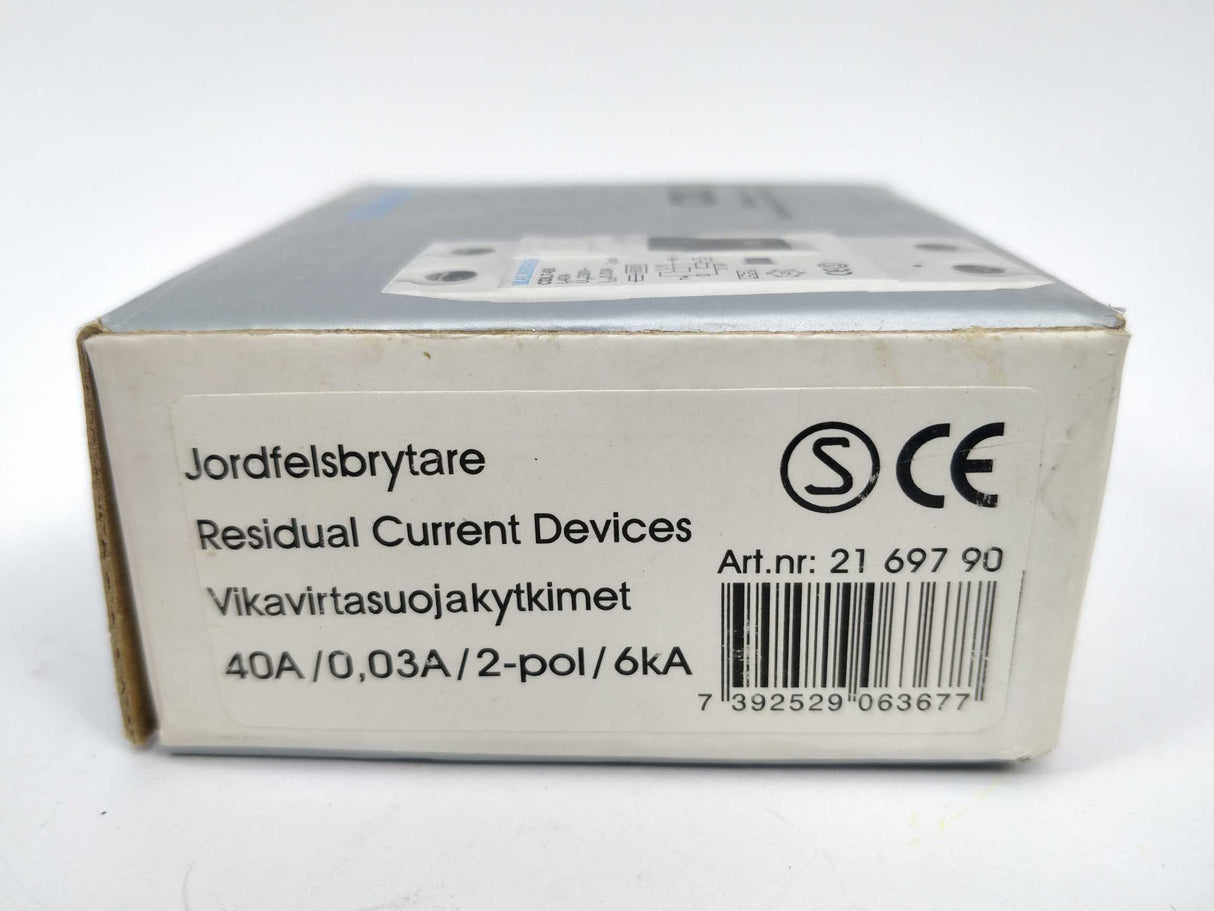 Jordfelsbrytare
Residual Current Devices
Vikavirtasuojakytkimet
40A/0,03A/2-pol/6kA
S CE
Art.nr: 21 697 90
7 392529 063677